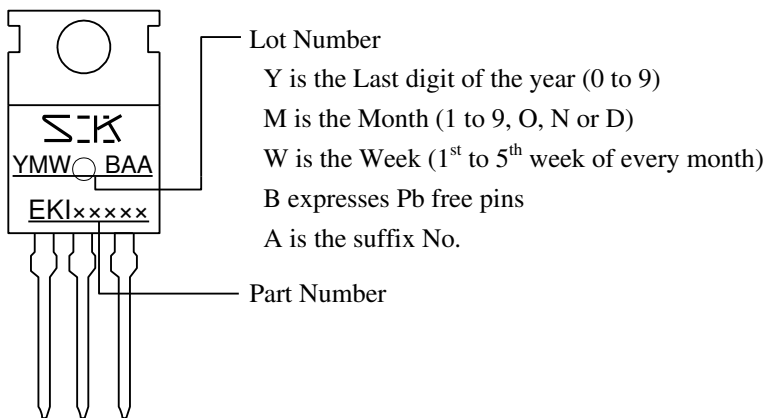 Lot Number
Y is the Last digit of the year (0 to 9)
M is the Month (1 to 9, O, N or D)
W is the Week (1st to 5th week of every month)
B expresses Pb free pins
A is the suffix No.
SK
YMW BAA
EKI×××××
Part Number